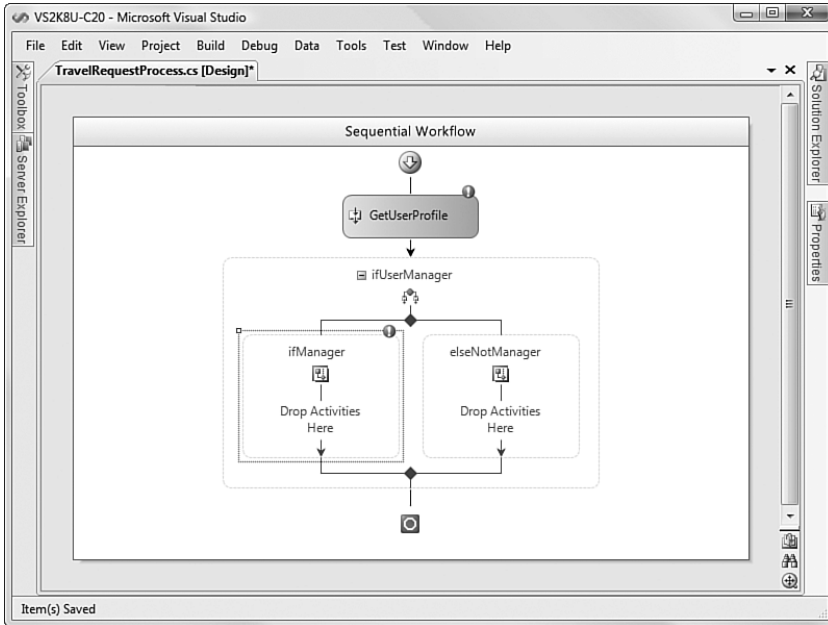 VS2K8U-C20 - Microsoft Visual Studio
File Edit View Project Build Debug Data Tools Test Window Help
TravelRequestProcess.cs [Design]*
Toolbox
Server Explorer
Solution Explorer
Properties
Sequential Workflow
GetUserProfile
ifUserManager
ifManager
elseNotManager
Drop Activities
Here
Drop Activities
Here
Item(s) Saved